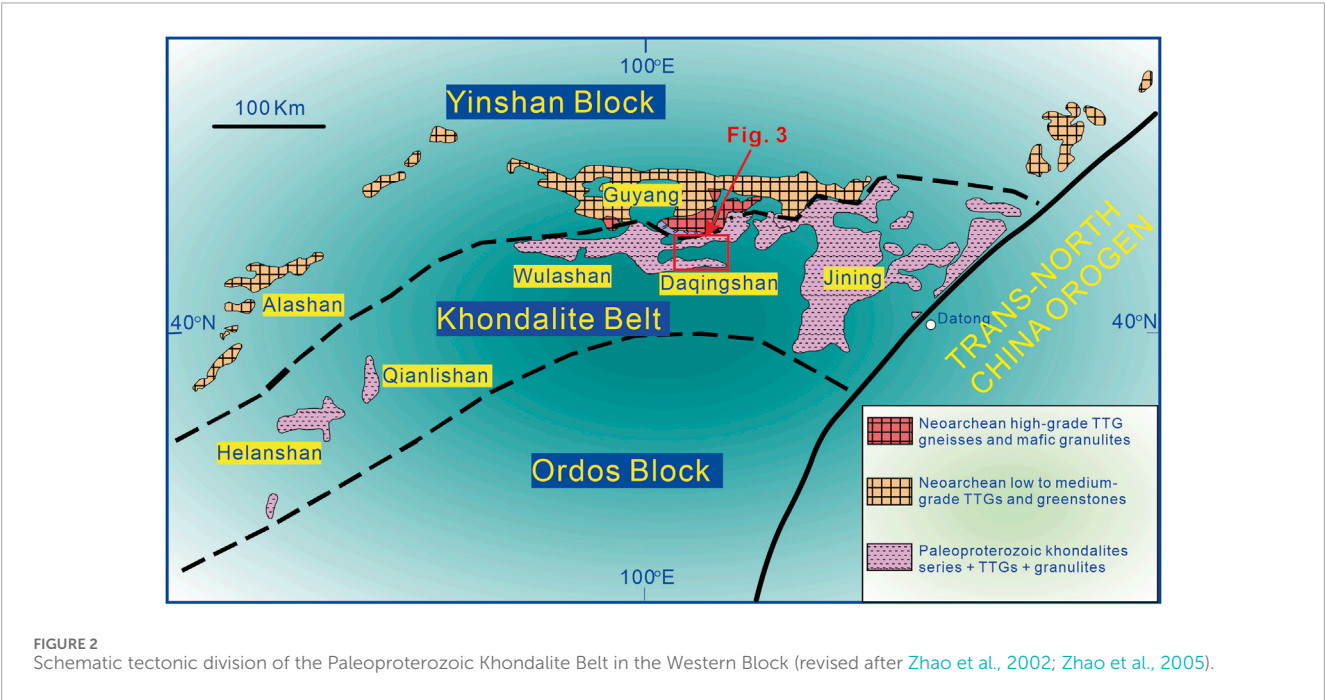 100°E
100 Km
Yinshan Block
Fig. 3
Guyang
Wulashan
Daqingshan
Jining
Alashan
Khondalite Belt
40°N
Datong
40°N
TRANS-NORTH
CHINA OROGEN
Qianlishan
Helanshan
Ordos Block
100°E
Neoarchean high-grade TTG
gneisses and mafic granulites
Neoarchean low to medium-
grade TTGs and greenstones
Paleoproterozoic khondalites
series + TTGs + granulites
FIGURE 2
Schematic tectonic division of the Paleoproterozoic Khondalite Belt in the Western Block (revised after Zhao et al., 2002; Zhao et al., 2005).